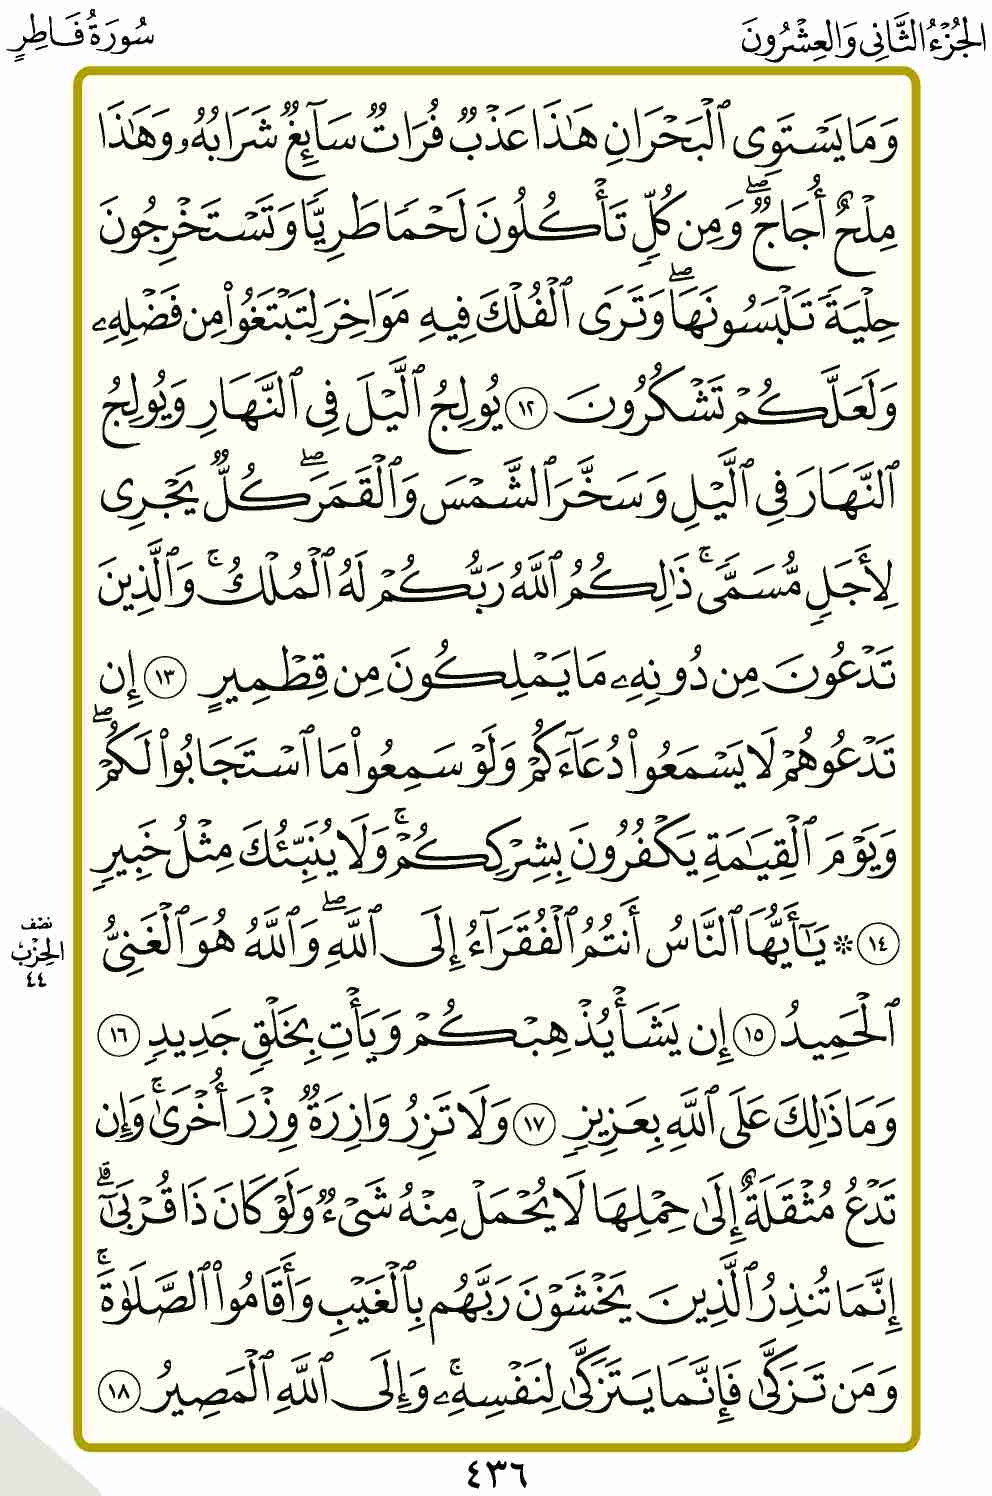 الجُزْءُ الثَّانِي وَالعِشْرُونَ
سُورَةُ فَاطِرٍ
وَمَا يَسْتَوِي ٱلْبَحْرَانِ هَٰذَا عَذْبٌ فُرَاتٌ سَآئِغٌ شَرَابُهُۥ وَهَٰذَا
مِلْحٌ أُجَاجٌ ۖ وَمِن كُلٍّ تَأْكُلُونَ لَحْمًا طَرِيًّا وَتَسْتَخْرِجُونَ
حِلْيَةً تَلْبَسُونَهَا ۖ وَتَرَى ٱلْفُلْكَ فِيهِ مَوَاخِرَ لِتَبْتَغُوا۟ مِن فَضْلِهِۦ
وَلَعَلَّكُمْ تَشْكُرُونَ ١٢ يُولِجُ ٱلَّيْلَ فِي ٱلنَّهَارِ وَيُولِجُ
ٱلنَّهَارَ فِي ٱلَّيْلِ وَسَخَّرَ ٱلشَّمْسَ وَٱلْقَمَرَ ۖ كُلٌّ يَجْرِي
لِأَجَلٍ مُّسَمًّى ۚ ذَٰلِكُمُ ٱللَّهُ رَبُّكُمْ لَهُ ٱلْمُلْكُ ۚ وَٱلَّذِينَ
تَدْعُونَ مِن دُونِهِۦ مَا يَمْلِكُونَ مِن قِطْمِيرٍ ١٣ إِن
تَدْعُوهُمْ لَا يَسْمَعُوا۟ دُعَآءَكُمْ وَلَوْ سَمِعُوا۟ مَا ٱسْتَجَابُوا۟ لَكُمْ ۖ
وَيَوْمَ ٱلْقِيَٰمَةِ يَكْفُرُونَ بِشِرْكِكُمْ ۚ وَلَا يُنَبِّئُكَ مِثْلُ خَبِيرٍ
١٤ ۞ يَٰٓأَيُّهَا ٱلنَّاسُ أَنتُمُ ٱلْفُقَرَآءُ إِلَى ٱللَّهِ ۖ وَٱللَّهُ هُوَ ٱلْغَنِيُّ
نصْف
الحِزْبُ
٤٤
ٱلْحَمِيدُ ١٥ إِن يَشَأْ يُذْهِبْكُمْ وَيَأْتِ بِخَلْقٍ جَدِيدٍ ١٦
وَمَا ذَٰلِكَ عَلَى ٱللَّهِ بِعَزِيزٍ ١٧ وَلَا تَزِرُ وَازِرَةٌ وِزْرَ أُخْرَىٰ ۚ وَإِن
تَدْعُ مُثْقَلَةٌ إِلَىٰ حِمْلِهَا لَا يُحْمَلْ مِنْهُ شَيْءٌ وَلَوْ كَانَ ذَا قُرْبَىٰٓ ۗ
إِنَّمَا تُنذِرُ ٱلَّذِينَ يَخْشَوْنَ رَبَّهُم بِٱلْغَيْبِ وَأَقَامُوا۟ ٱلصَّلَوٰةَ ۚ
وَمَن تَزَكَّىٰ فَإِنَّمَا يَتَزَكَّىٰ لِنَفْسِهِۦ ۚ وَإِلَى ٱللَّهِ ٱلْمَصِيرُ ١٨
٤٣٦